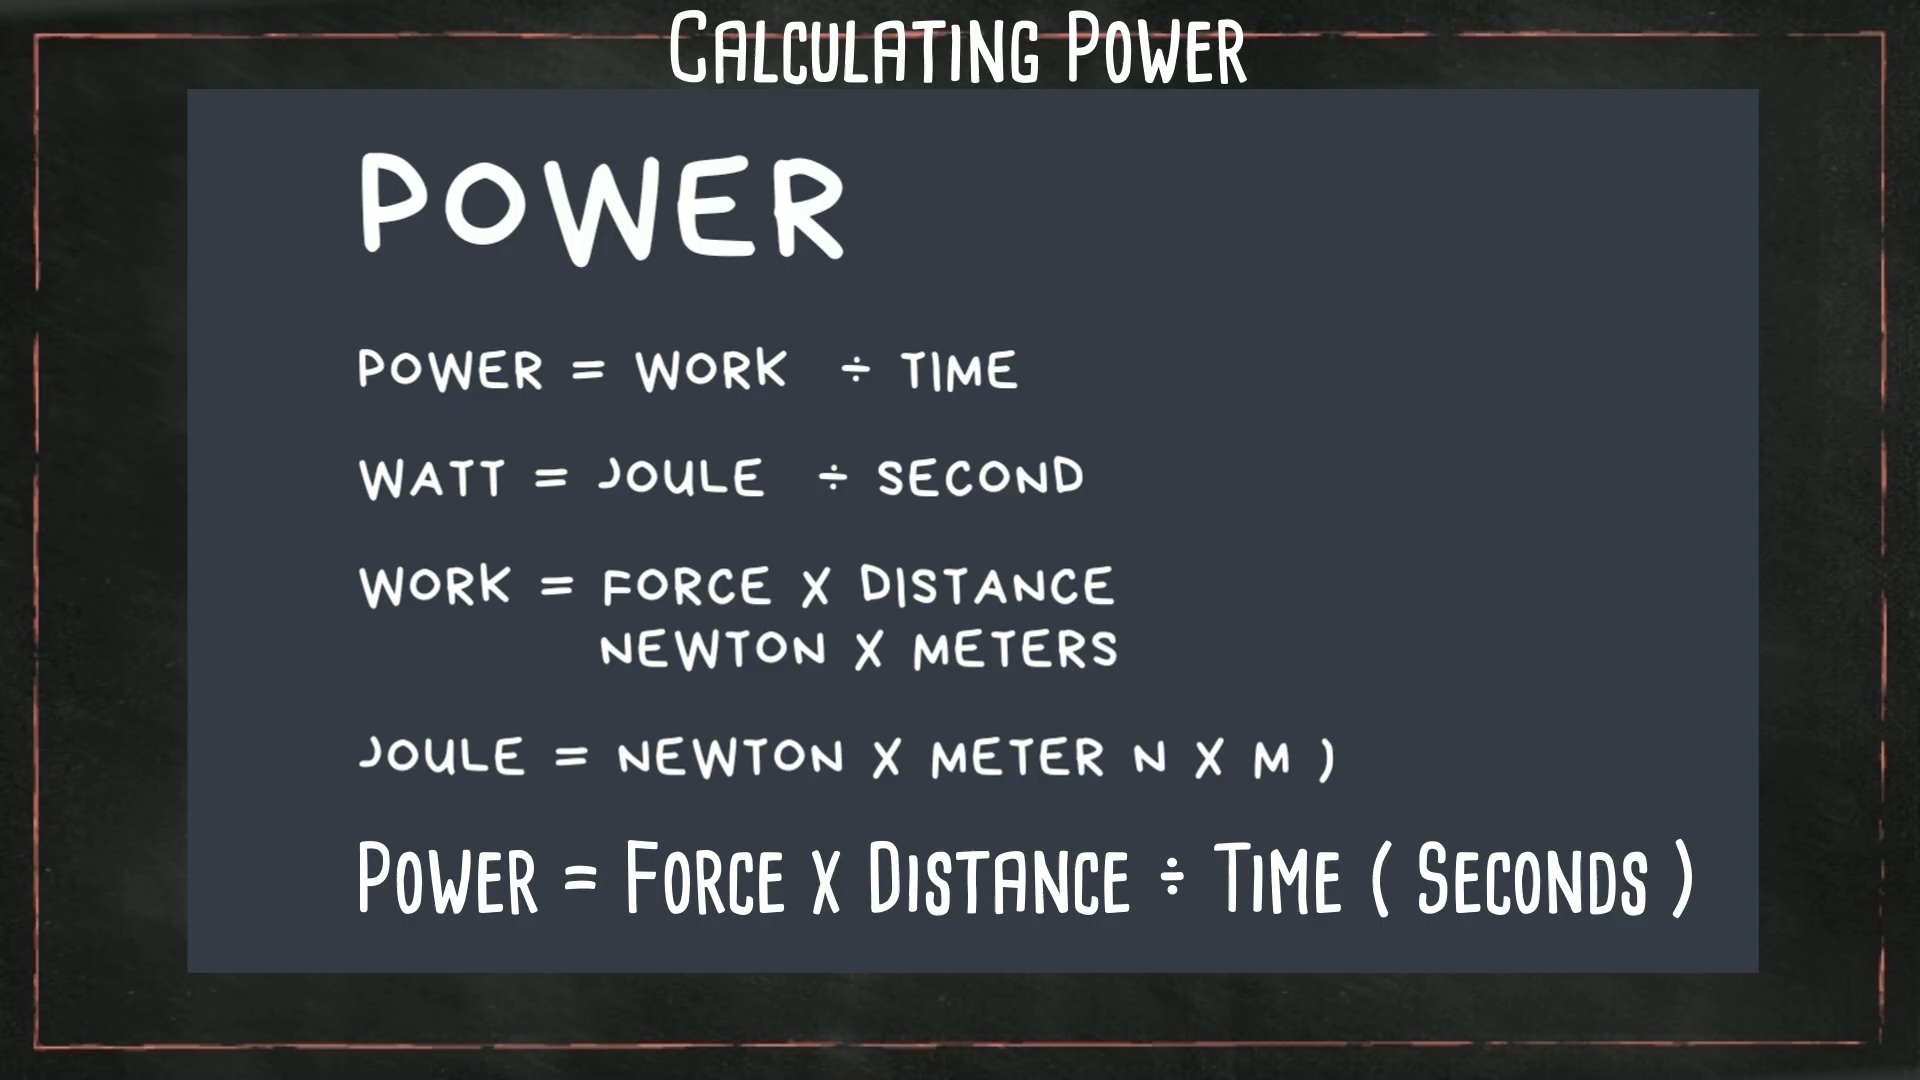 Calculating Power
POWER
POWER = WORK ÷ TIME
WATT = JOULE ÷ SECOND
WORK = FORCE X DISTANCE
NEWTON X METERS
JOULE = NEWTON X METER N X M )
Power = Force x Distance ÷ Time ( Seconds )